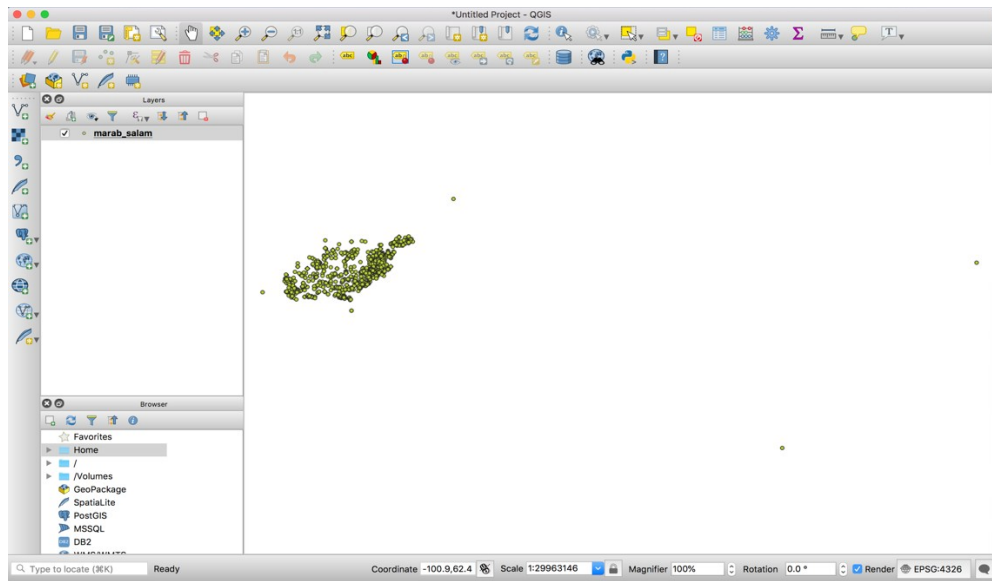 *Untitled Project - QGIS
Layers
marab_salam
Browser
Favorites
Home
/
/Volumes
GeoPackage
SpatiaLite
PostGIS
MSSQL
DB2
Type to locate (⌘K) Ready Coordinate -100.9,62.4 Scale 1:29963146 Magnifier 100% Rotation 0.0 ° Render EPSG:4326